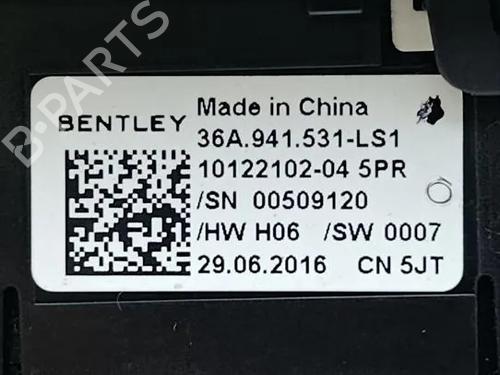 BENTLEY
Made in China
36A.941.531-LS1
10122102-04 5PR
/SN 00509120
/HW H06 /SW 0007
29.06.2016 CN 5JT
B-PARTS